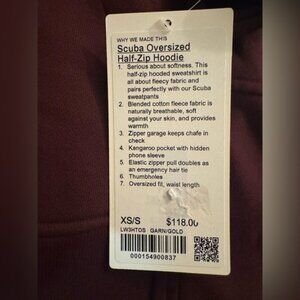 WHY WE MADE THIS
Scuba Oversized
Half-Zip Hoodie
1. Serious about softness. This
half-zip hooded sweatshirt is
all about fleecy fabric and
pairs perfectly with our Scuba
sweatpants
2. Blended cotton fleece fabric is
naturally breathable, soft
against your skin, and provides
warmth
3. Zipper garage keeps chafe in
check
4. Kangaroo pocket with hidden
phone sleeve
5. Elastic zipper pull doubles as
an emergency hair tie
6. Thumbholes
7. Oversized fit, waist length
XS/S $118.00
LW3HT0S GARN/GOLD
000154900837